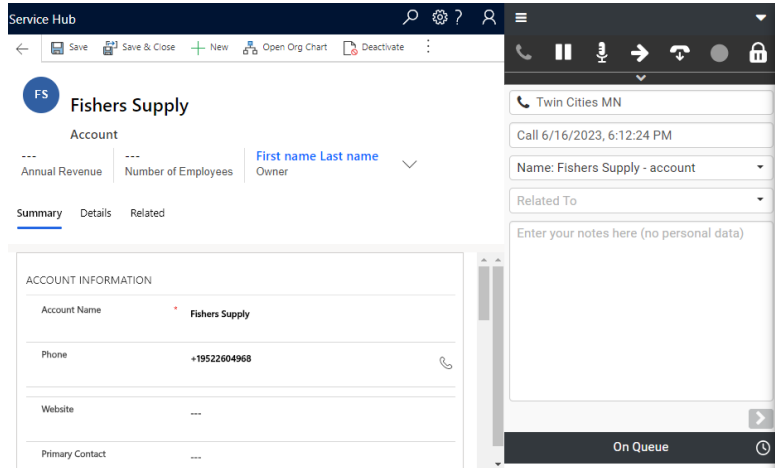 Service Hub
Save
Save & Close
New
Open Org Chart
Deactivate
FS
Fishers Supply
Account
---
Annual Revenue
---
Number of Employees
First name Last name
Owner
Summary
Details
Related
ACCOUNT INFORMATION
Account Name
*
Fishers Supply
Phone
+19522604968
Website
---
Primary Contact
---
Twin Cities MN
Call 6/16/2023, 6:12:24 PM
Name: Fishers Supply - account
Related To
Enter your notes here (no personal data)
On Queue